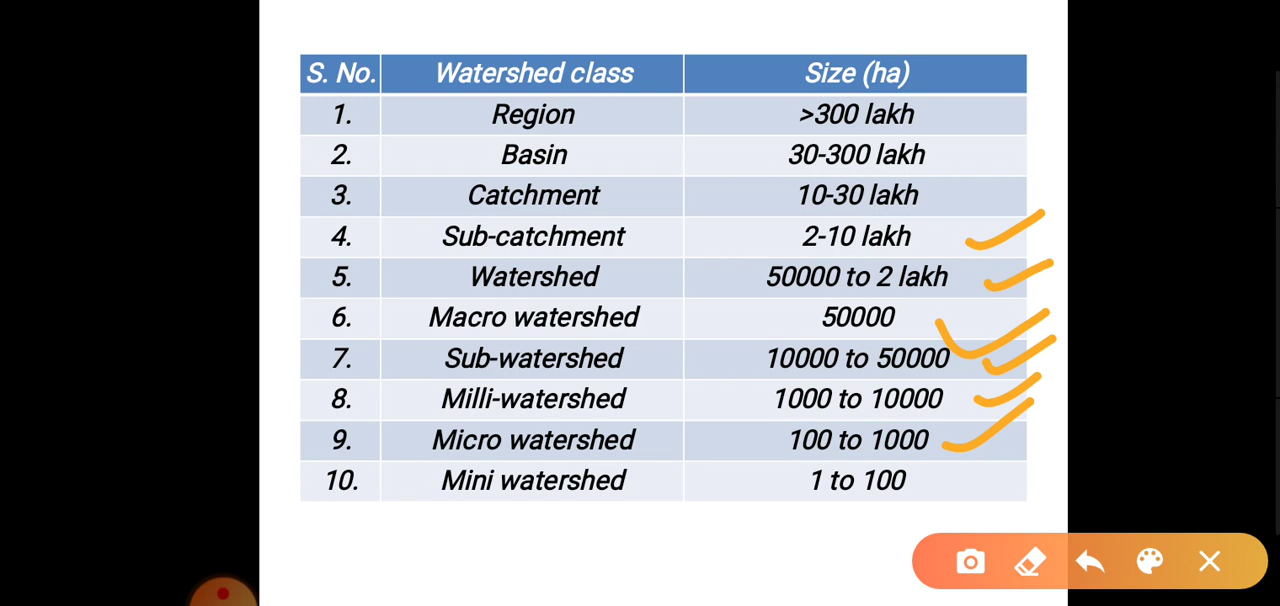 S. No. Watershed class Size (ha)
1. Region >300 lakh
2. Basin 30-300 lakh
3. Catchment 10-30 lakh
4. Sub-catchment 2-10 lakh
5. Watershed 50000 to 2 lakh
6. Macro watershed 50000
7. Sub-watershed 10000 to 50000
8. Milli-watershed 1000 to 10000
9. Micro watershed 100 to 1000
10. Mini watershed 1 to 100